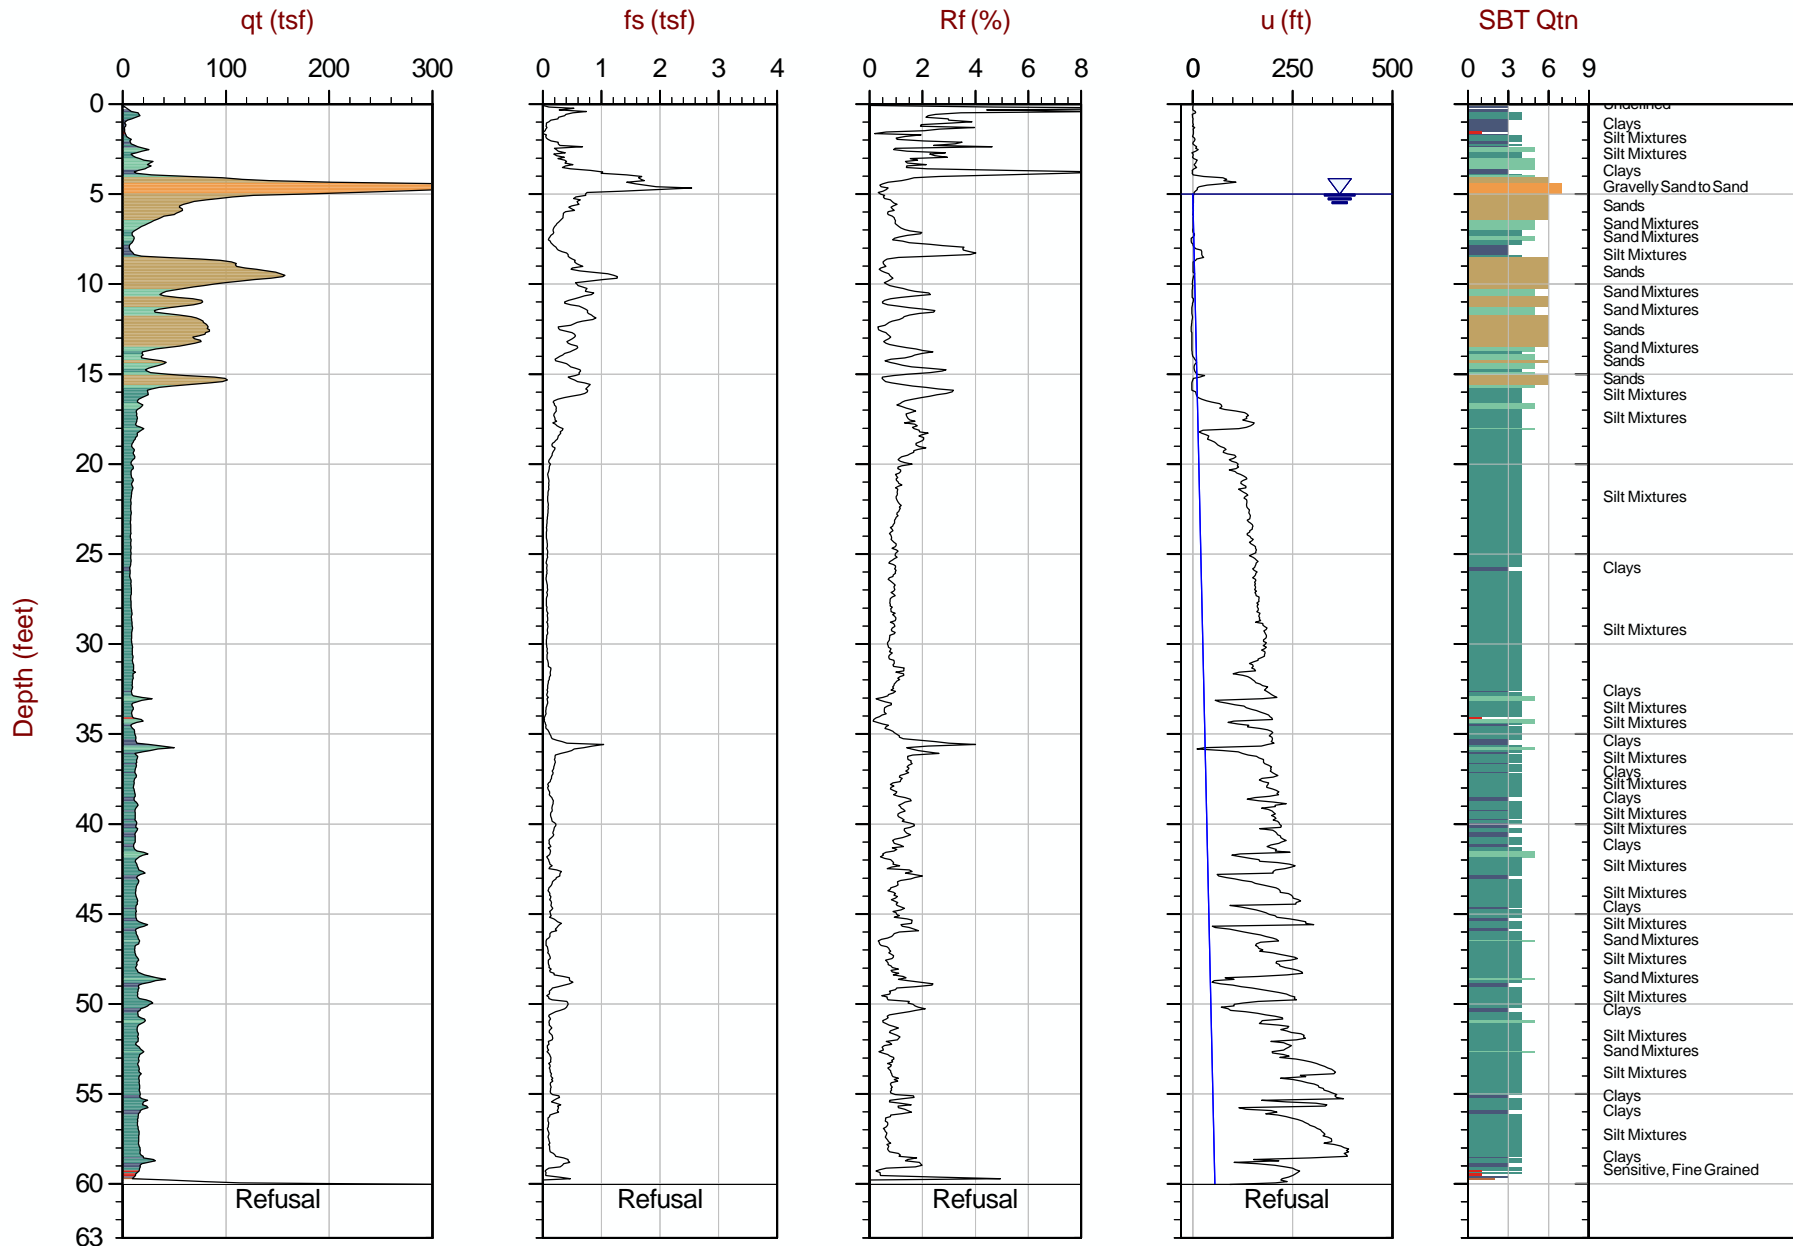 qt (tsf)
fs (tsf)
Rf (%)
u (ft)
SBT Qtn
0 100 200 300
0 1 2 3 4
0 2 4 6 8
0 250 500
0 3 6 9
Depth (feet)
0
5
10
15
20
25
30
35
40
45
50
55
60
63
Refusal
Refusal
Refusal
Refusal
Undefined
Clays
Silt Mixtures
Silt Mixtures
Clays
Gravelly Sand to Sand
Sands
Sand Mixtures
Sand Mixtures
Silt Mixtures
Sands
Sand Mixtures
Sand Mixtures
Sands
Sand Mixtures
Sands
Sands
Silt Mixtures
Silt Mixtures
Silt Mixtures
Clays
Silt Mixtures
Clays
Silt Mixtures
Silt Mixtures
Clays
Silt Mixtures
Clays
Silt Mixtures
Clays
Silt Mixtures
Silt Mixtures
Clays
Silt Mixtures
Silt Mixtures
Clays
Silt Mixtures
Sand Mixtures
Silt Mixtures
Sand Mixtures
Silt Mixtures
Clays
Silt Mixtures
Sand Mixtures
Silt Mixtures
Clays
Clays
Silt Mixtures
Clays
Sensitive, Fine Grained